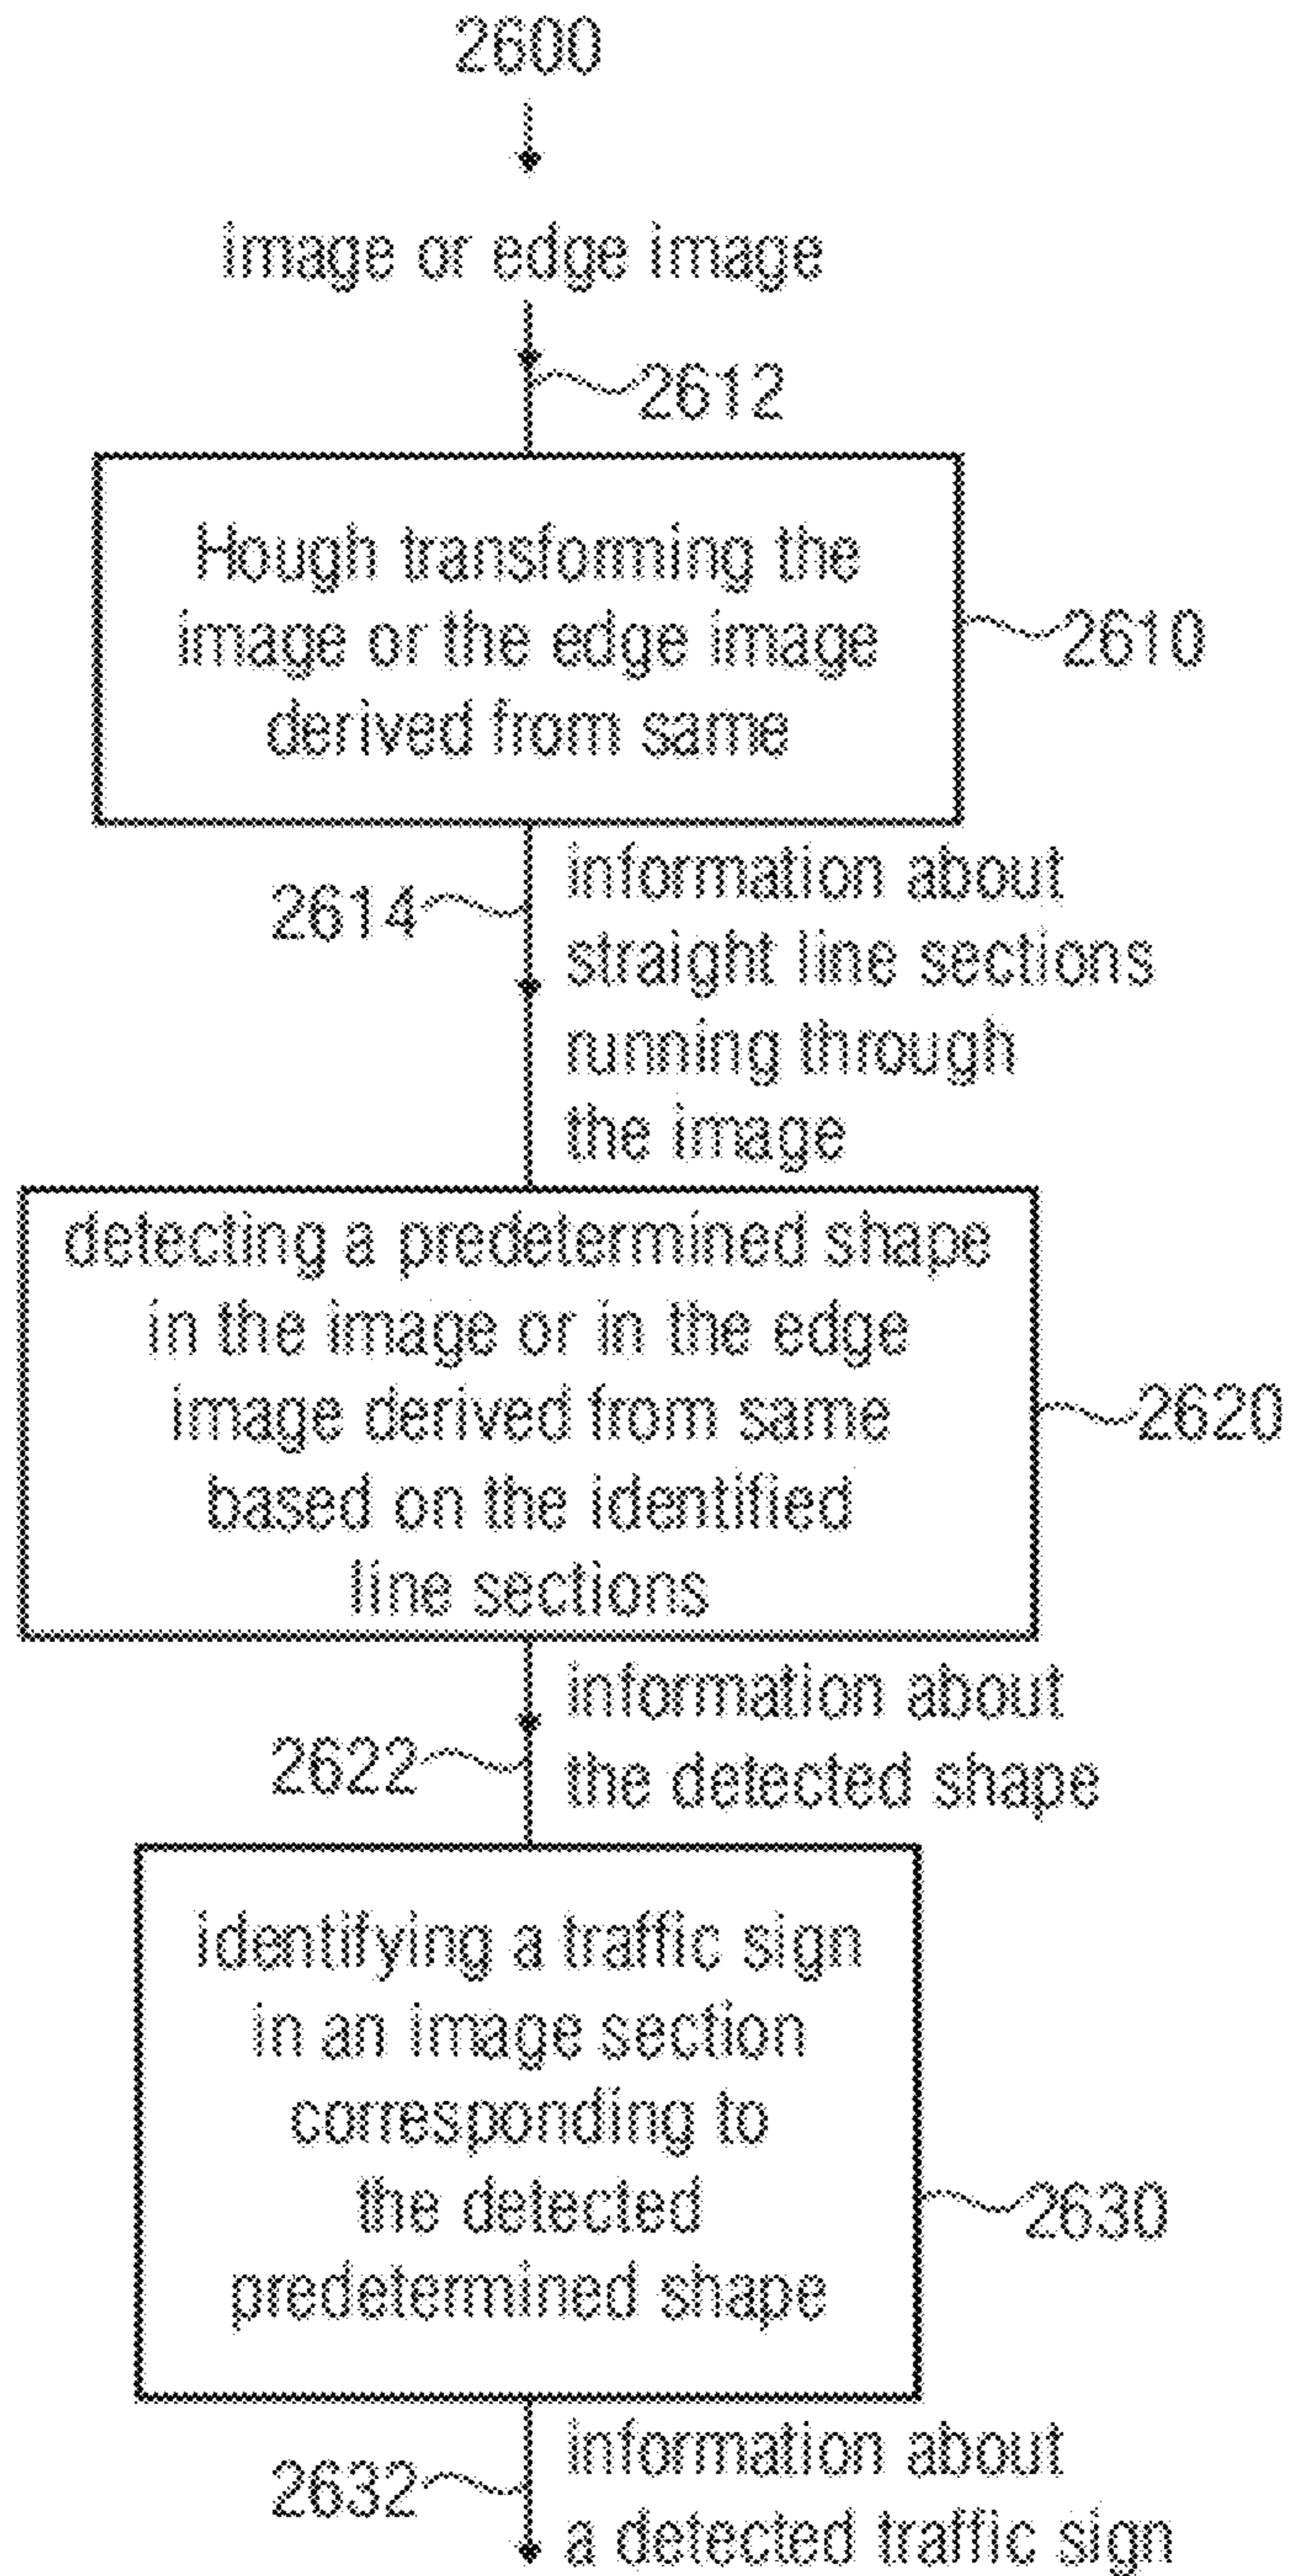 2600
image or edge image
2612
Hough transforming the
image or the edge image
derived from same
2610
2614
information about
straight line sections
running through
the image
detecting a predetermined shape
in the image or in the edge
image derived from same
based on the identified
line sections
2620
2622
information about
the detected shape
identifying a traffic sign
in an image section
corresponding to
the detected
predetermined shape
2630
2632
information about
a detected traffic sign